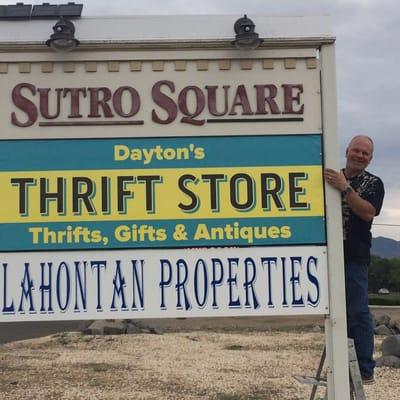 SUTRO SQUARE
Dayton's
THRIFT STORE
Thrifts, Gifts & Antiques
LAHONTAN PROPERTIES